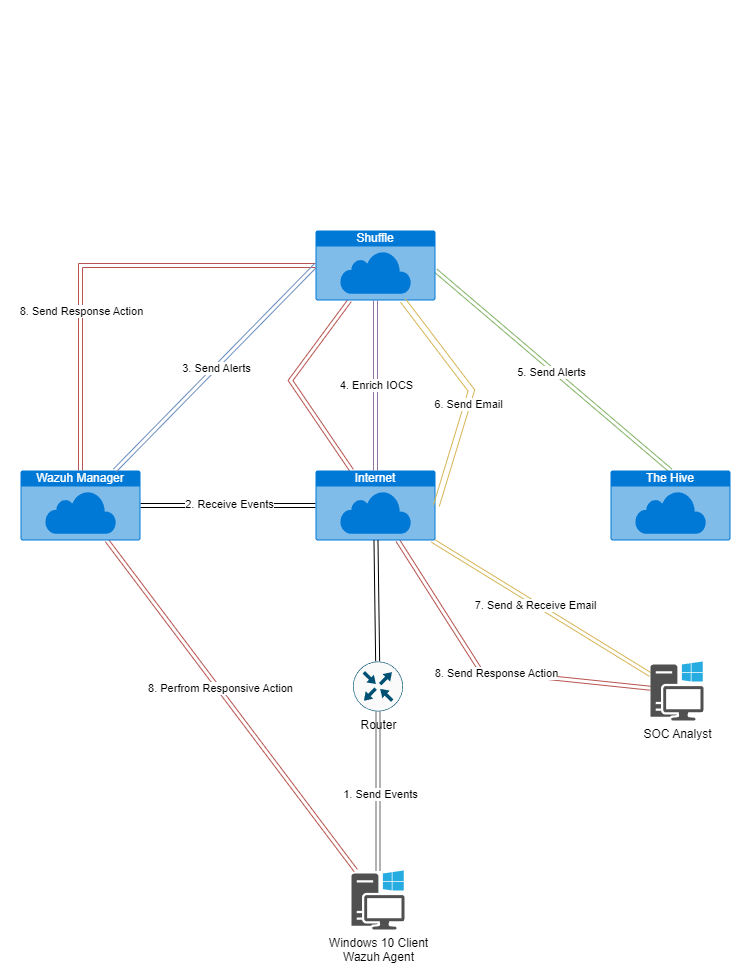 Shuffle
8. Send Response Action
3. Send Alerts
5. Send Alerts
4. Enrich IOCS
6. Send Email
Wazuh Manager
Internet
The Hive
2. Receive Events
7. Send & Receive Email
8. Send Response Action
8. Perfrom Responsive Action
Router
SOC Analyst
1. Send Events
Windows 10 Client
Wazuh Agent